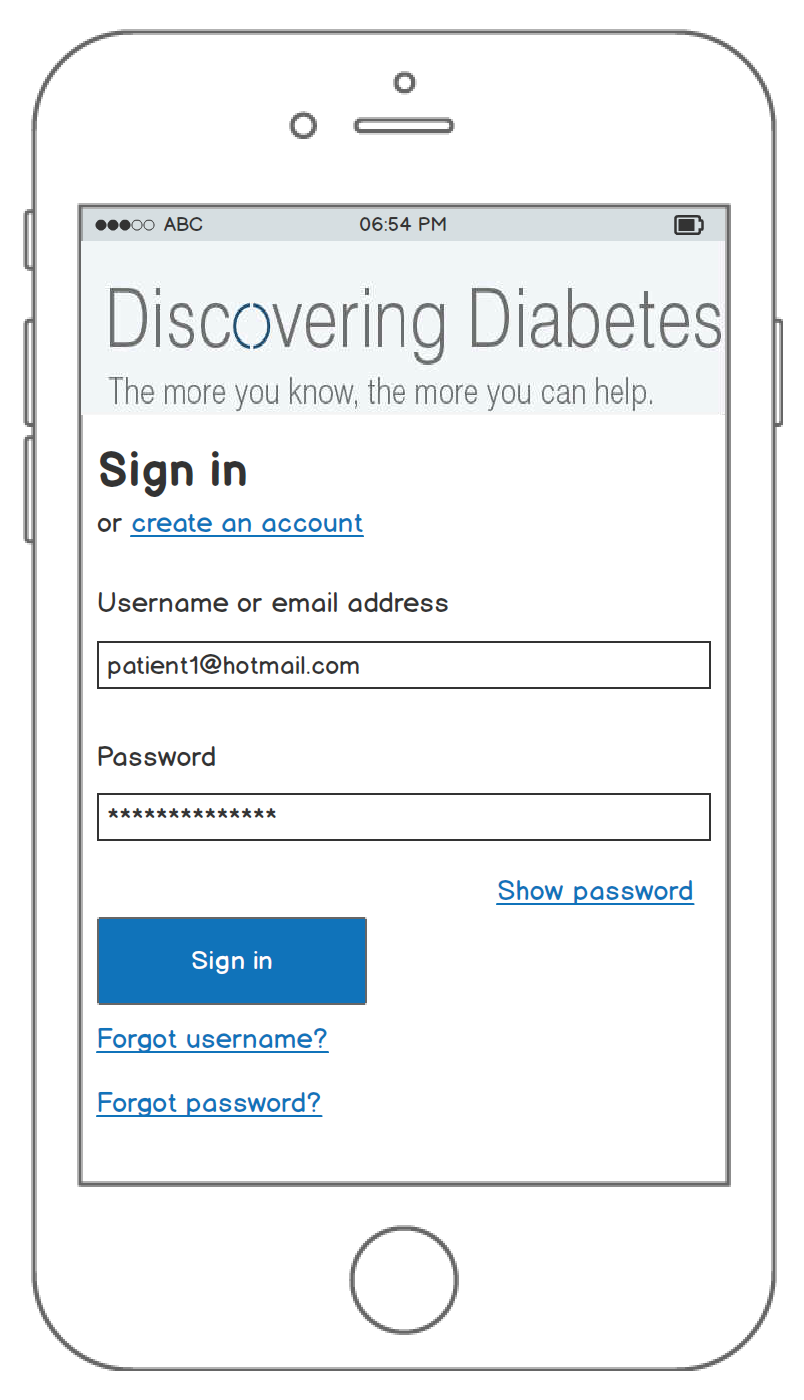 ABC 06:54 PM
Discovering Diabetes
The more you know, the more you can help.
Sign in
or create an account
Username or email address
patient1@hotmail.com
Password
**************
Show password
Sign in
Forgot username?
Forgot password?